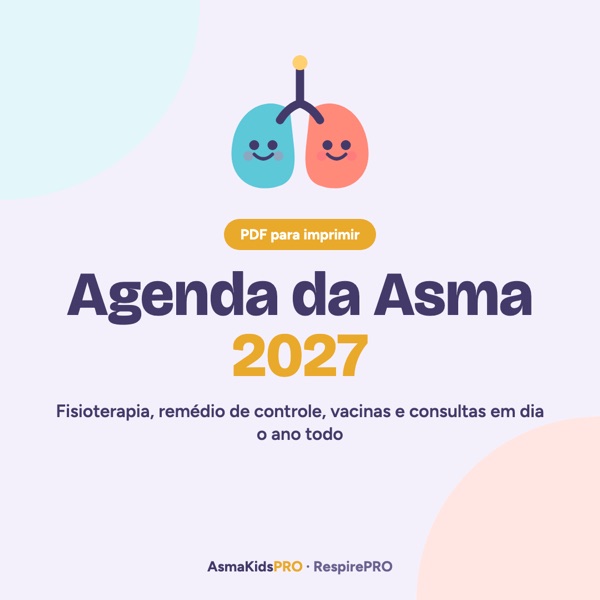 PDF para imprimir
Agenda da Asma
2027
Fisioterapia, remédio de controle, vacinas e consultas em dia
o ano todo
AsmaKidsPRO · RespirePRO